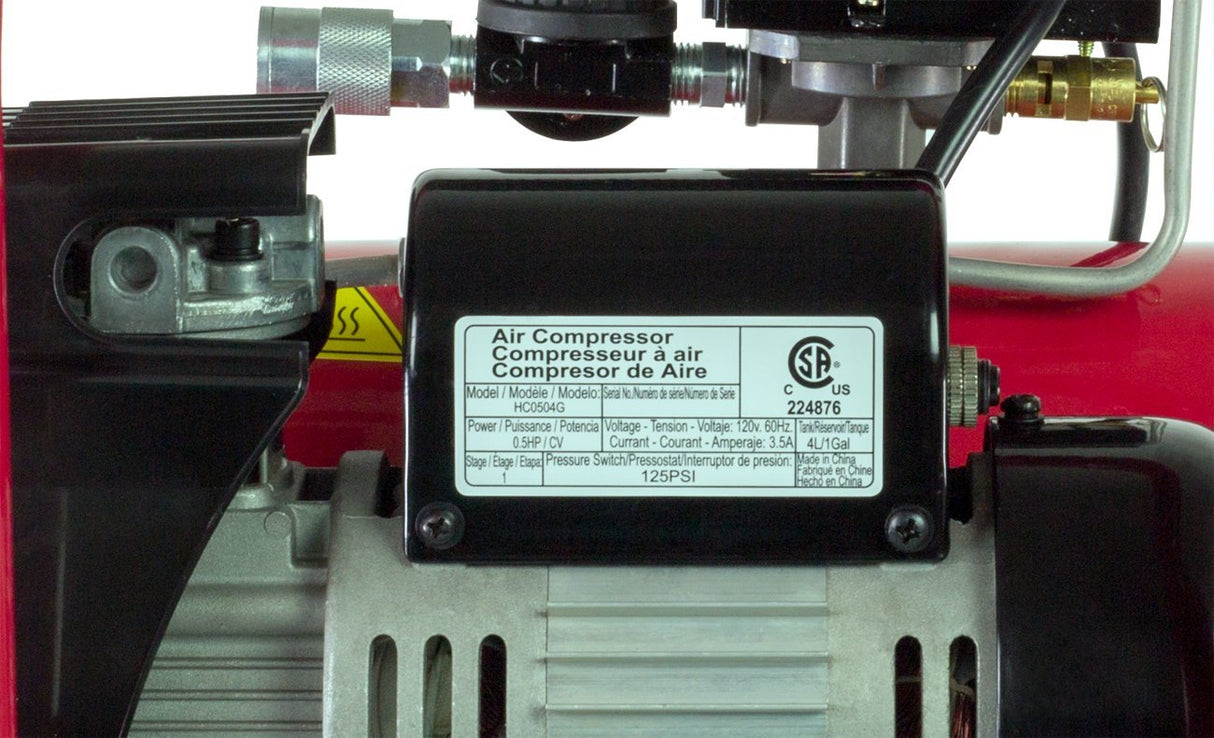 Air Compressor
Compresseur à air
Compresor de Aire
CSA ®
C US
224876
Model / Modèle / Modelo:
HC0504G
Serial No./Numéro de série/Numero de Serie
Power / Puissance / Potencia
0.5HP / CV
Voltage - Tension - Voltaje: 120v. 60Hz.
Currant - Courant - Amperaje: 3.5A
Tank/Réservoir/Tanque
4L/1Gal
Stage / Étage / Etapa:
1
Pressure Switch/Pressostat/Interruptor de presión:
125PSI
Made in China
Fabriqué en Chine
Hecho en China